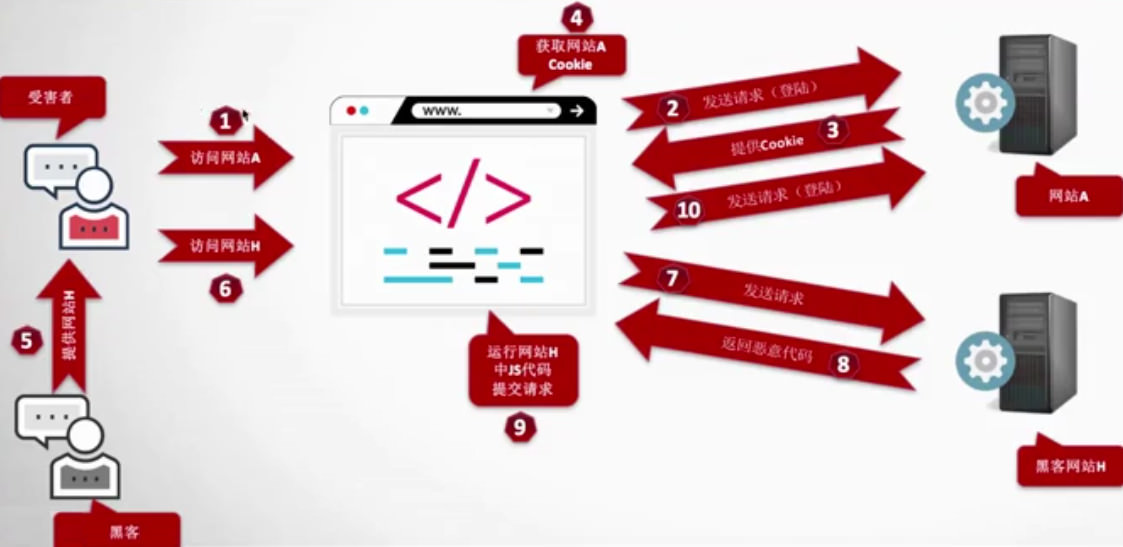 4
获取网站A
Cookie
受害者
1
访问网站A
WWW.
2
发送请求（登陆）
提供Cookie
3
10
发送请求（登陆）
网站A
访问网站H
6
7
发送请求
返回恶意代码
8
5
提供网站H
运行网站H
中JS代码
提交请求
9
黑客网站H
黑客